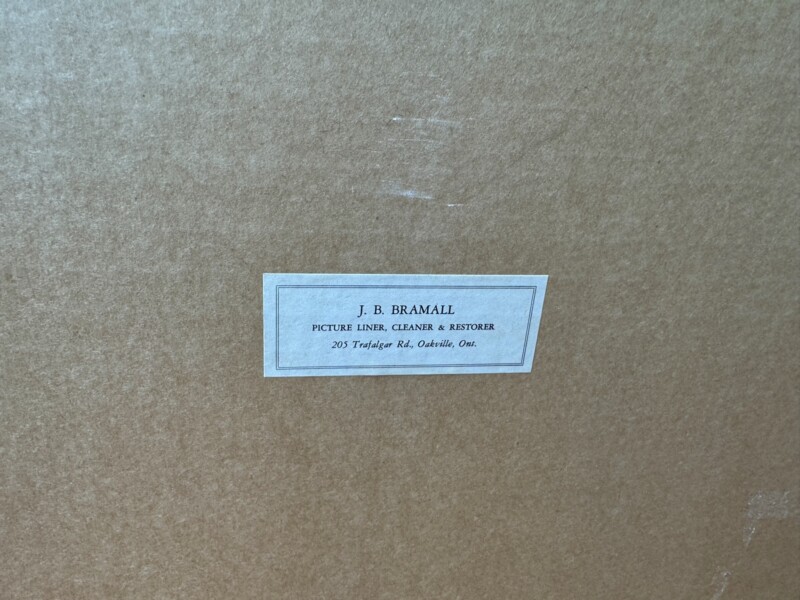 J. B. BRAMALL
PICTURE LINER, CLEANER & RESTORER
205 Trafalgar Rd., Oakville, Ont.